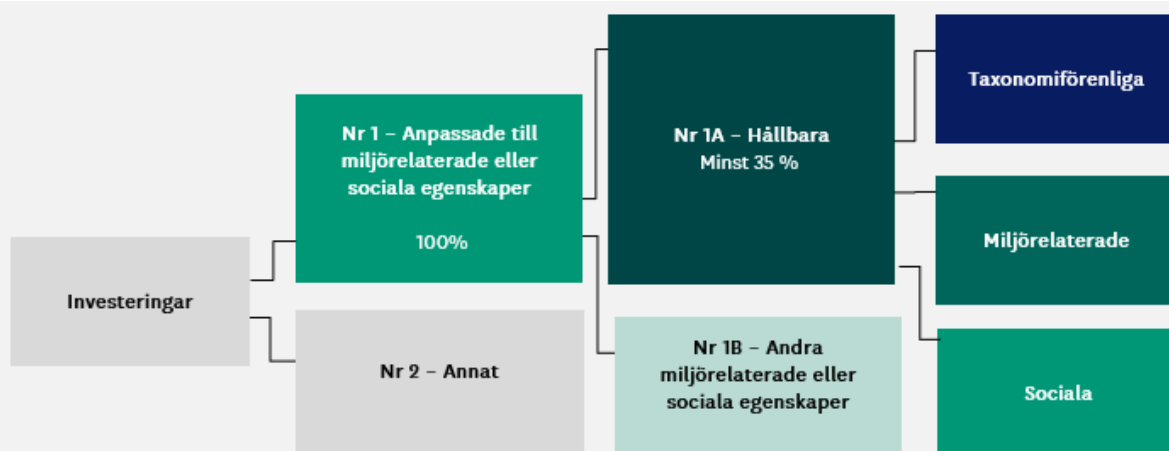 Investeringar
Nr 1 – Anpassade till
miljörelaterade eller
sociala egenskaper
100%
Nr 2 – Annat
Nr 1A – Hållbara
Minst 35 %
Nr 1B – Andra
miljörelaterade eller
sociala egenskaper
Taxonomiförenliga
Miljörelaterade
Sociala